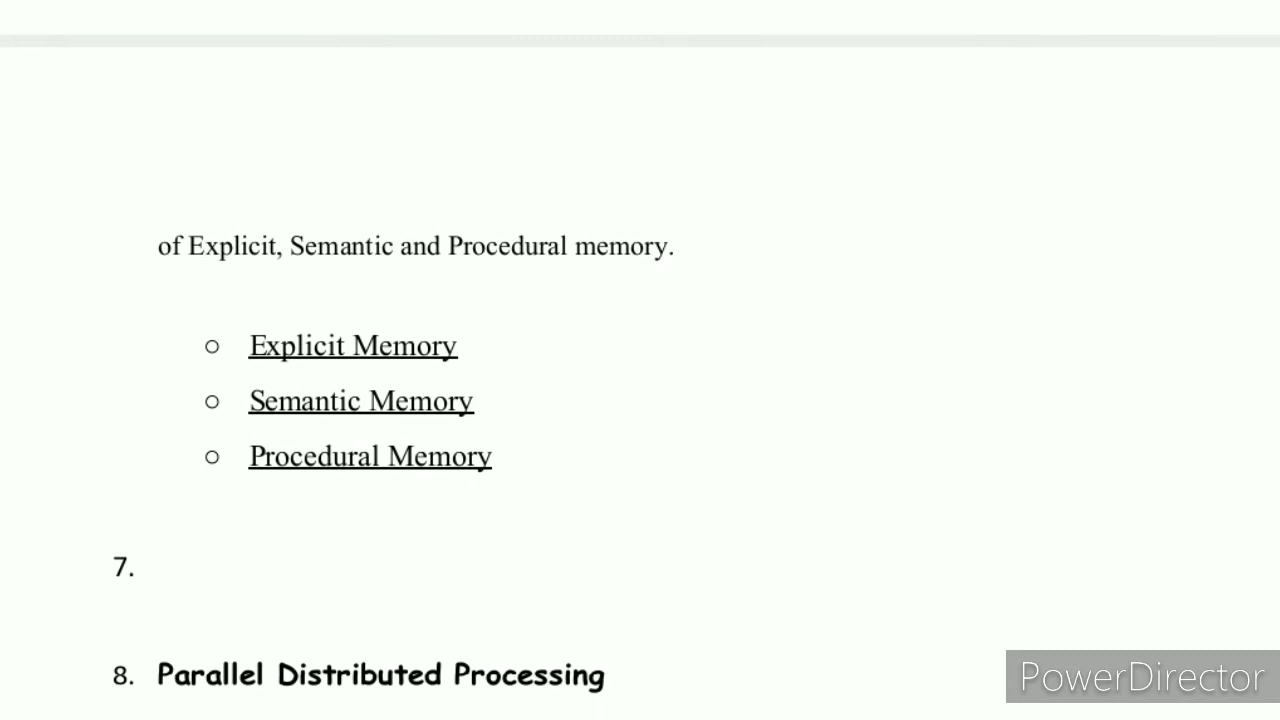 of Explicit, Semantic and Procedural memory.
○ Explicit Memory
○ Semantic Memory
○ Procedural Memory
7.
8. Parallel Distributed Processing
PowerDirector